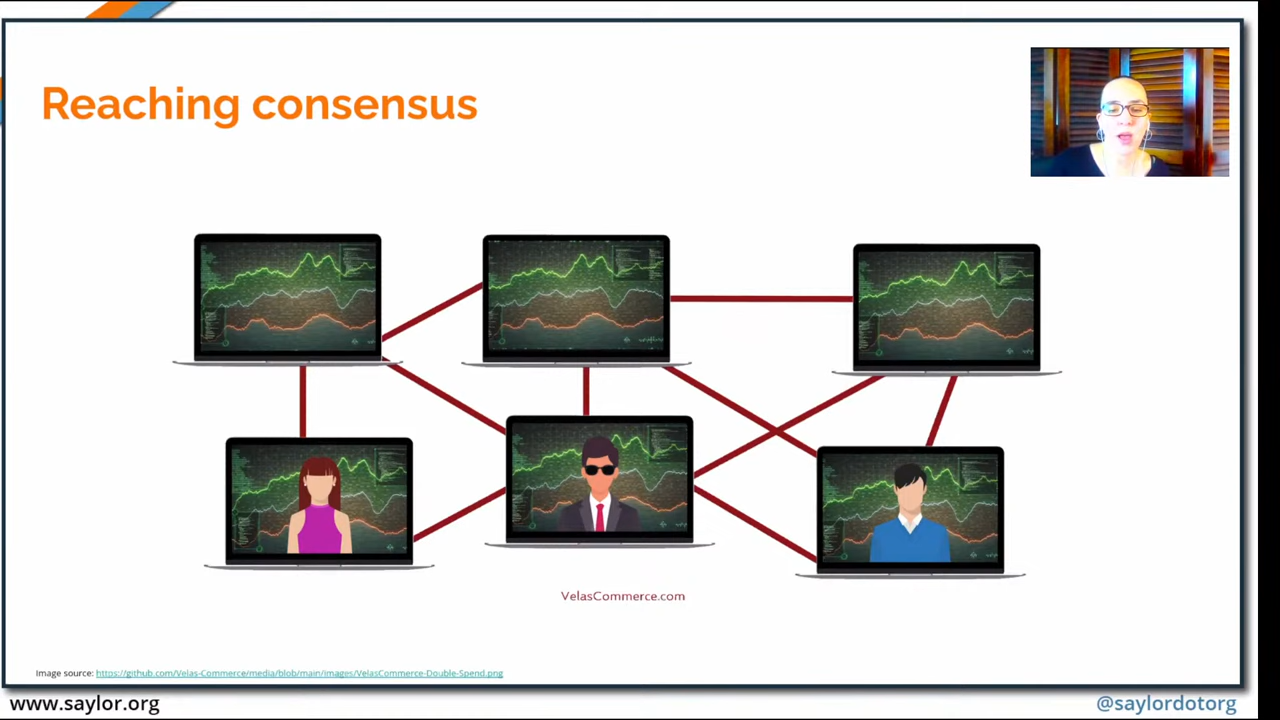 Reaching consensus
VelasCommerce.com
Image source: https://github.com/Velas-Commerce/media/blob/main/images/VelasCommerce-Double-Spend.png
www.saylor.org
@saylordotorg